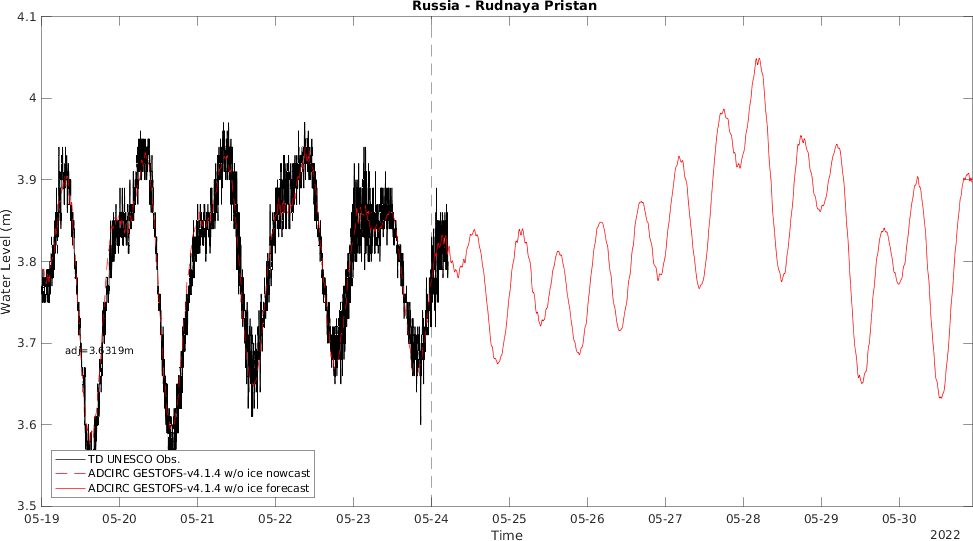 Russia - Rudnaya Pristan
4.1
4
3.9
3.8
3.7
3.6
3.5
Water Level (m)
adj=3.6319m
TD UNESCO Obs.
ADCIRC GESTOFS-v4.1.4 w/o ice nowcast
ADCIRC GESTOFS-v4.1.4 w/o ice forecast
05-19 05-20 05-21 05-22 05-23 05-24 05-25 05-26 05-27 05-28 05-29 05-30
Time
2022